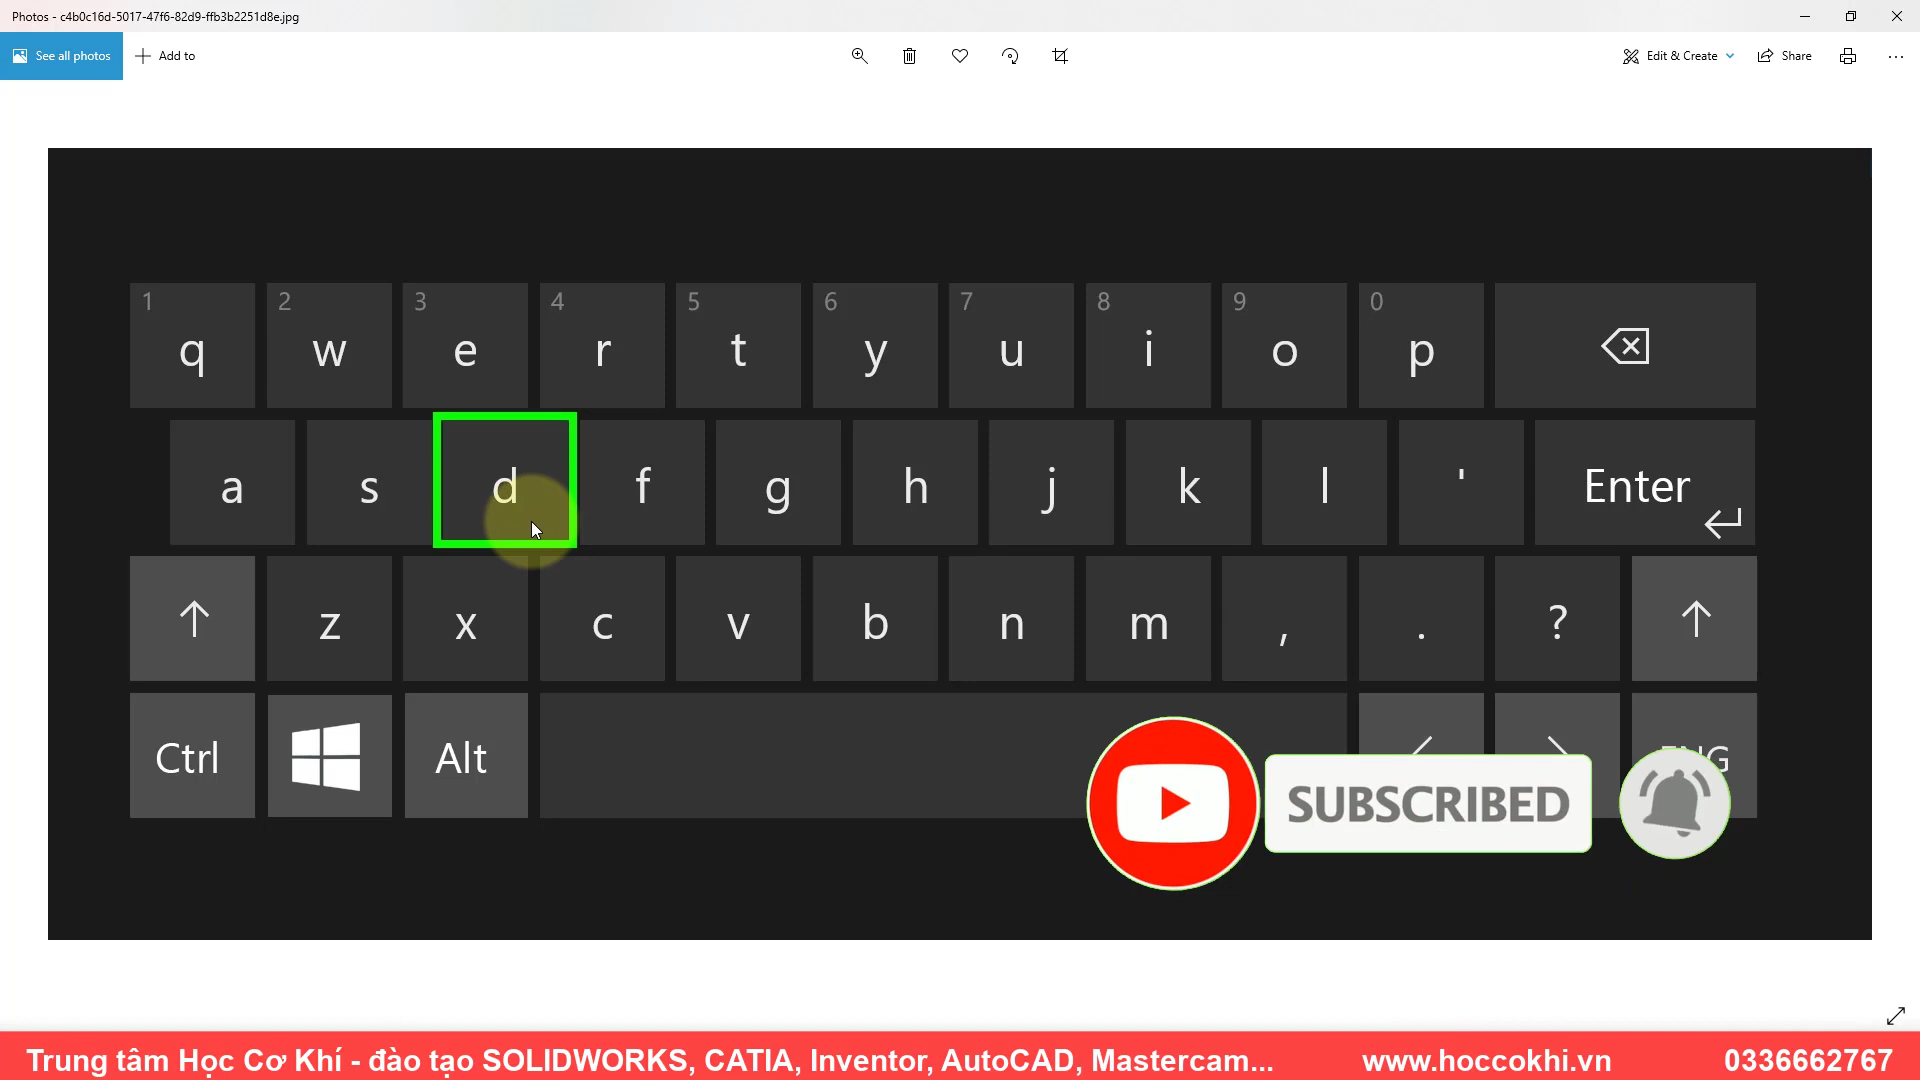 Photos - c4b0c16d-5017-47f6-82d9-ffb3b2251d8e.jpg
See all photos
Add to
Edit & Create
Share
1 2 3 4 5 6 7 8 9 0
q w e r t y u i o p
a s d f g h j k l ' Enter
z x c v b n m , . ?
Ctrl Alt < > ENG
SUBSCRIBED
Trung tâm Học Cơ Khí - đào tạo SOLIDWORKS, CATIA, Inventor, AutoCAD, Mastercam... www.hoccokhi.vn 0336662767